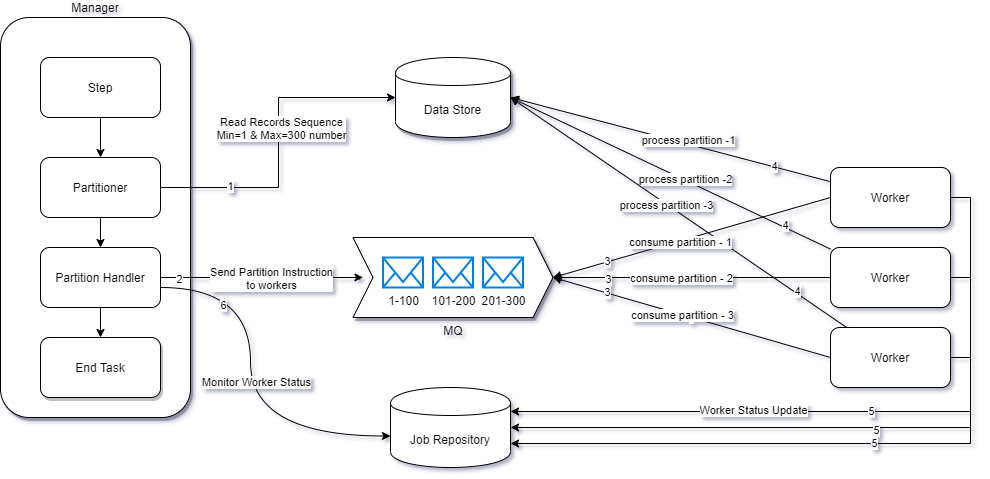 Manager
Step
Partitioner
Partition Handler
End Task
1
Read Records Sequence
Min=1 & Max=300 number
Data Store
2
Send Partition Instruction
to workers
6
Monitor Worker Status
1-100
101-200
201-300
MQ
Job Repository
process partition -1
4
process partition -2
4
process partition -3
4
consume partition - 1
3
consume partition - 2
3
consume partition - 3
3
Worker
Worker
Worker
Worker Status Update
5
5
5